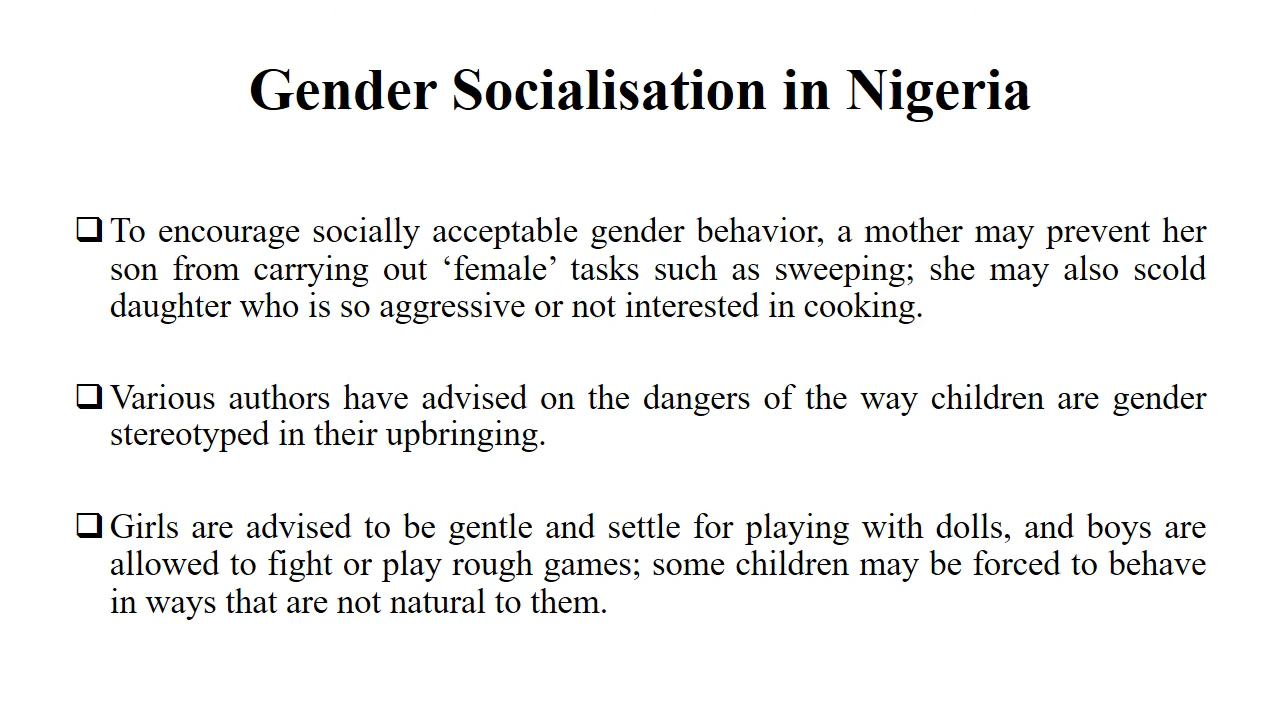 Gender Socialisation in Nigeria
❑ To encourage socially acceptable gender behavior, a mother may prevent her
son from carrying out ‘female’ tasks such as sweeping; she may also scold
daughter who is so aggressive or not interested in cooking.
❑ Various authors have advised on the dangers of the way children are gender
stereotyped in their upbringing.
❑ Girls are advised to be gentle and settle for playing with dolls, and boys are
allowed to fight or play rough games; some children may be forced to behave
in ways that are not natural to them.